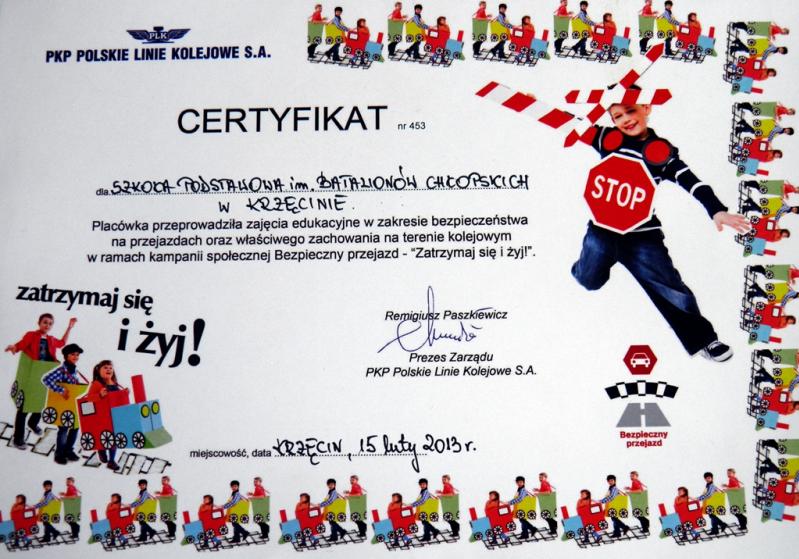 PLK
PKP POLSKIE LINIE KOLEJOWE S.A.
CERTYFIKAT nr 453
dla SZKOŁA PODSTAWOWA im. BATALIONÓW CHŁOPSKICH
W KRZĘCINIE.
Placówka przeprowadziła zajęcia edukacyjne w zakresie bezpieczeństwa
na przejazdach oraz właściwego zachowania na terenie kolejowym
w ramach kampanii społecznej Bezpieczny przejazd - "Zatrzymaj się i żyj!".
STOP
zatrzymaj się
i żyj!
Remigiusz Paszkiewicz
Prezes Zarządu
PKP Polskie Linie Kolejowe S.A.
Bezpieczny
przejazd
miejscowość, data KRZĘCIN, 15 luty 2013 r.